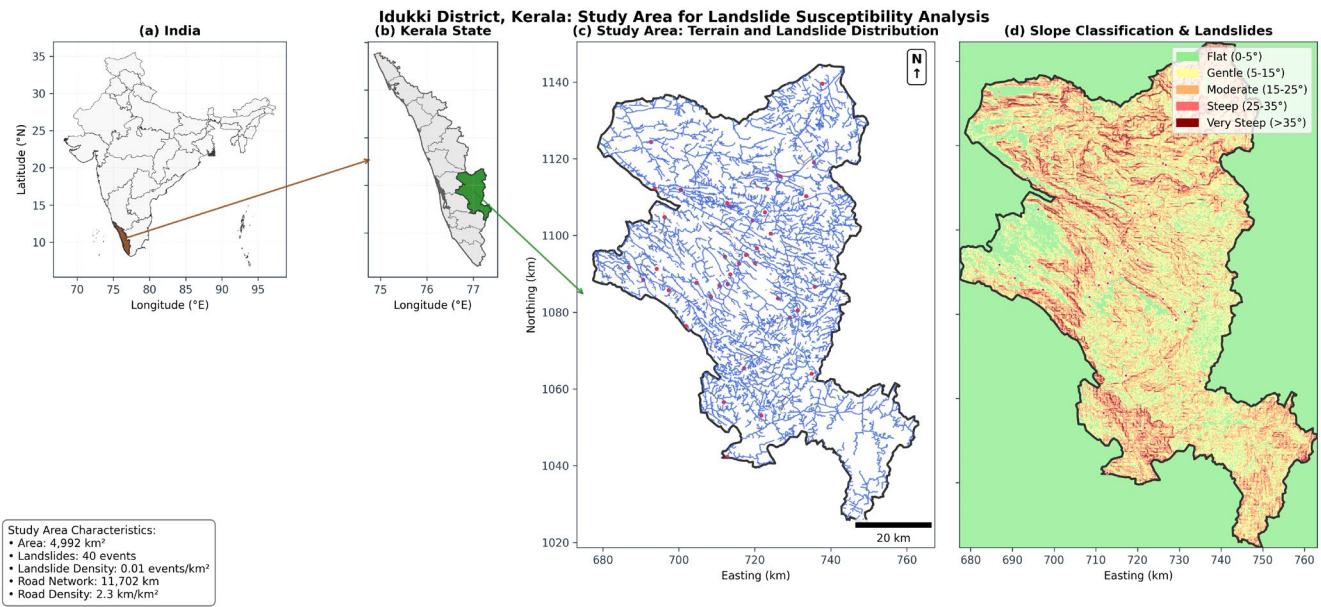 Idukki District, Kerala: Study Area for Landslide Susceptibility Analysis
(a) India
(b) Kerala State
(c) Study Area: Terrain and Landslide Distribution
(d) Slope Classification & Landslides
35
30
25
20
15
10
Latitude (°N)
70 75 80 85 90 95
Longitude (°E)
75 76 77
Longitude (°E)
1140
1120
1100
1080
1060
1040
1020
Northing (km)
N
↑
20 km
680 700 720 740 760
Easting (km)
Flat (0-5°)
Gentle (5-15°)
Moderate (15-25°)
Steep (25-35°)
Very Steep (>35°)
680 690 700 710 720 730 740 750 760
Easting (km)
Study Area Characteristics:
• Area: 4,992 km²
• Landslides: 40 events
• Landslide Density: 0.01 events/km²
• Road Network: 11,702 km
• Road Density: 2.3 km/km²